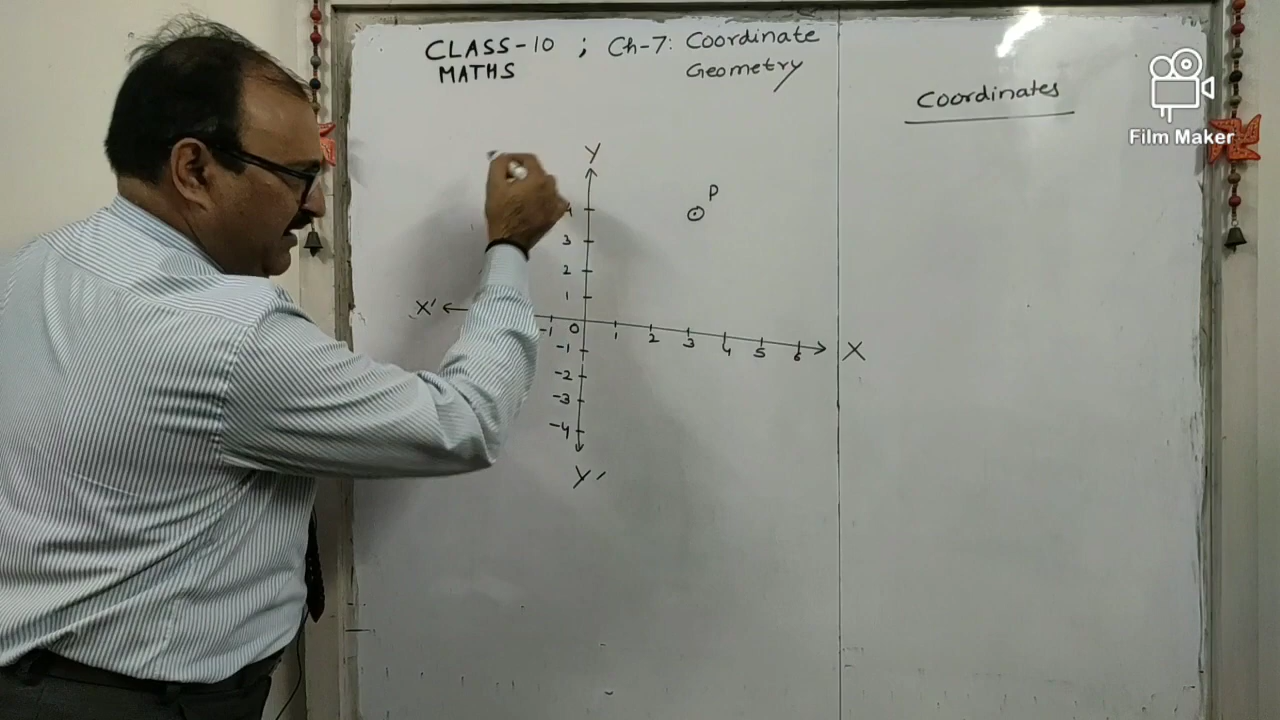 CLASS-10 ; Ch-7: Coordinate
MATHS Geometry
Coordinates
Film Maker
Y
P
4
3
2
1
X'
-1 0 1 2 3 4 5 6 X
-1
-2
-3
-4
Y'